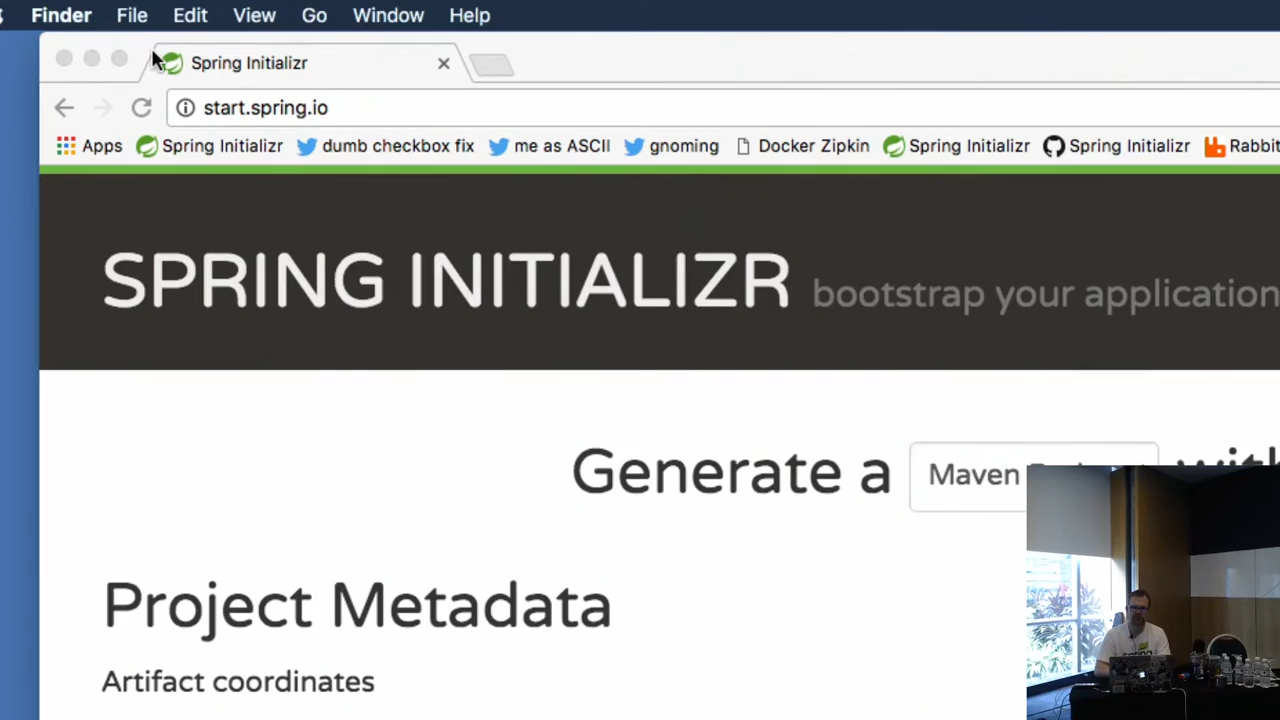 Finder File Edit View Go Window Help
Spring Initializr
start.spring.io
Apps Spring Initializr dumb checkbox fix me as ASCII gnoming Docker Zipkin Spring Initializr Spring Initializr Rabbit
SPRING INITIALIZR bootstrap your application
Generate a Maven
Project Metadata
Artifact coordinates